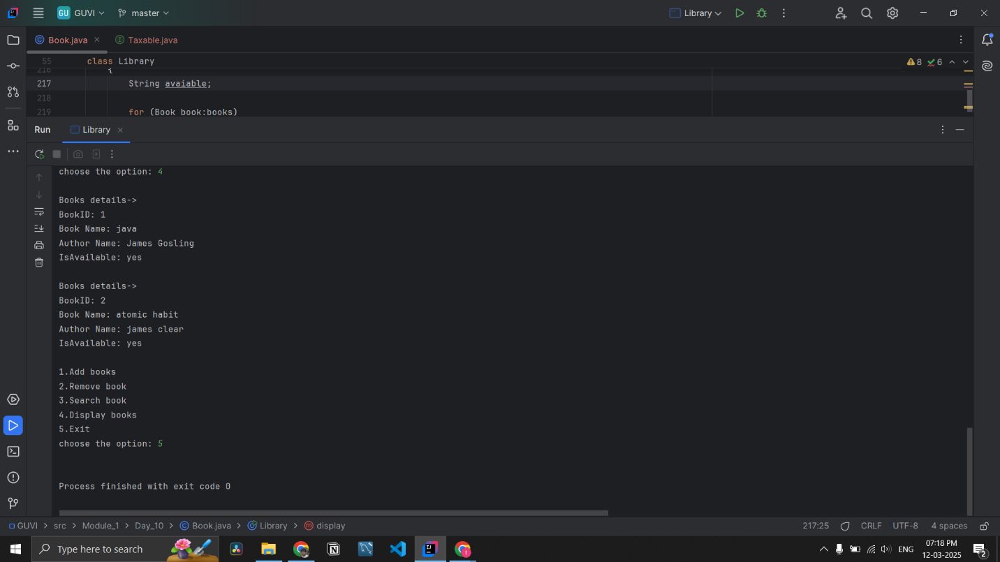 GU GUVI master Library
Book.java Taxable.java
55 class Library 8 6
216 {
217 String avaiable;
218
219 for (Book book:books)
Run Library
choose the option: 4
Books details->
BookID: 1
Book Name: java
Author Name: James Gosling
IsAvailable: yes
Books details->
BookID: 2
Book Name: atomic habit
Author Name: james clear
IsAvailable: yes
1.Add books
2.Remove book
3.Search book
4.Display books
5.Exit
choose the option: 5
Process finished with exit code 0
GUVI > src > Module_1 > Day_10 > Book.java > Library > display 217:25 CRLF UTF-8 4 spaces
Type here to search ENG 07:18 PM
12-03-2025 2